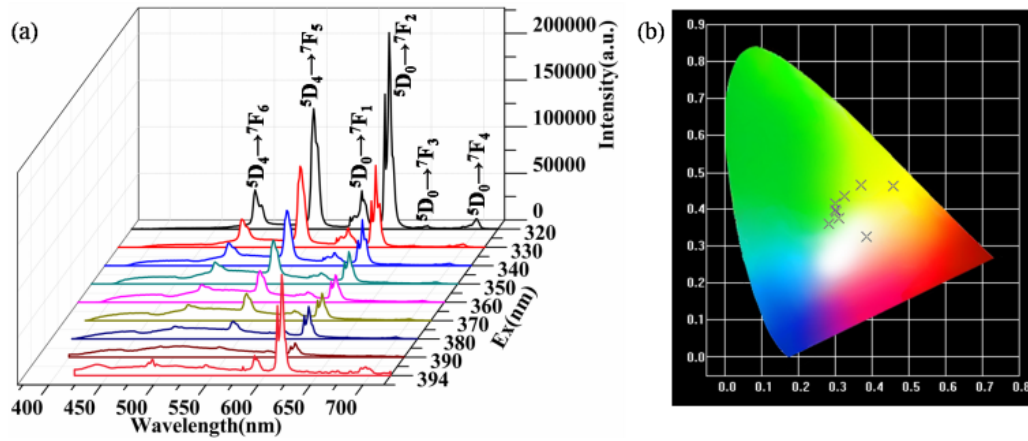 (a)
200000
150000
100000
50000
0
Intensity(a.u.)
⁵D₄→⁷F₆
⁵D₄→⁷F₅
⁵D₀→⁷F₁
⁵D₀→⁷F₂
⁵D₀→⁷F₃
⁵D₀→⁷F₄
320
330
340
350
360
370
380
390
394
Ex(nm)
400 450 500 550 600 650 700
Wavelength(nm)
(b)
0.9
0.8
0.7
0.6
0.5
0.4
0.3
0.2
0.1
0.0
0.0 0.1 0.2 0.3 0.4 0.5 0.6 0.7 0.8